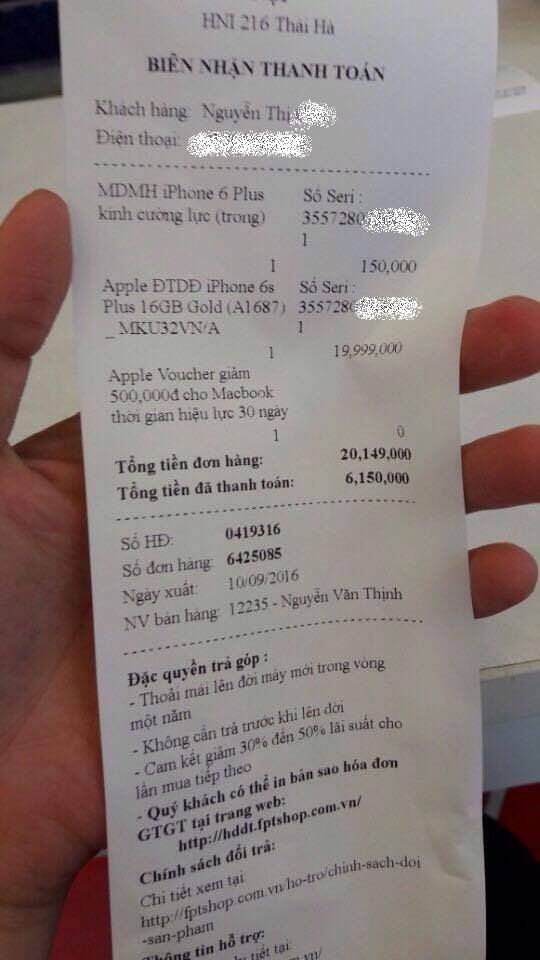 HNI 216 Thái Hà
BIÊN NHẬN THANH TOÁN
Khách hàng: Nguyễn Thị
Điện thoại:
MDMH iPhone 6 Plus Số Seri :
kinh cường lực (trong) 3557280
1
1 150,000
Apple ĐTDĐ iPhone 6s Số Seri :
Plus 16GB Gold (A1687) 3557280
_MKU32VN/A 1
1 19,999,000
Apple Voucher giảm
500,000đ cho Macbook
thời gian hiệu lực 30 ngày
1 0
Tổng tiền đơn hàng: 20,149,000
Tổng tiền đã thanh toán: 6,150,000
Số HĐ: 0419316
Số đơn hàng: 6425085
Ngày xuất: 10/09/2016
NV bán hàng: 12235 - Nguyễn Văn Thịnh
Đặc quyền trả góp :
- Thoải mái lên đời máy mới trong vòng
một năm
- Không cần trả trước khi lên đời
- Cam kết giảm 30% đến 50% lãi suất cho
lần mua tiếp theo
- Quý khách có thể in bản sao hóa đơn
GTGT tại trang web:
http://hddt.fptshop.com.vn/
Chính sách đổi trả:
Chi tiết xem tại:
http://fptshop.com.vn/ho-tro/chinh-sach-doi
-san-pham
Thông tin hỗ trợ:
tiết tại:
vn/